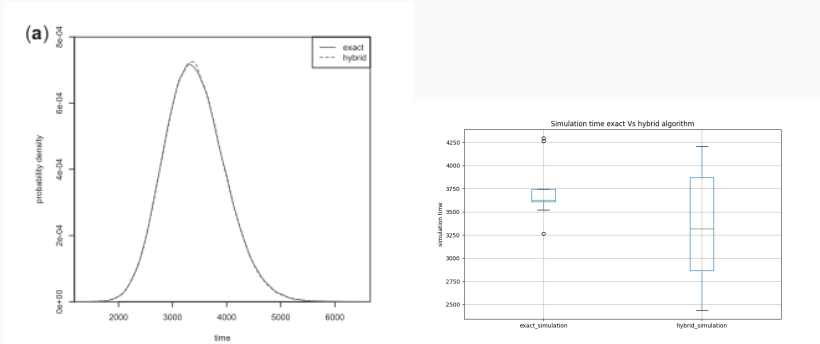 (a)
8e-04
6e-04
4e-04
2e-04
0e+00
probability density
exact
hybrid
2000 3000 4000 5000 6000
time
Simulation time exact Vs hybrid algorithm
4250
4000
3750
3500
3250
3000
2750
2500
simulation time
exact_simulation hybrid_simulation